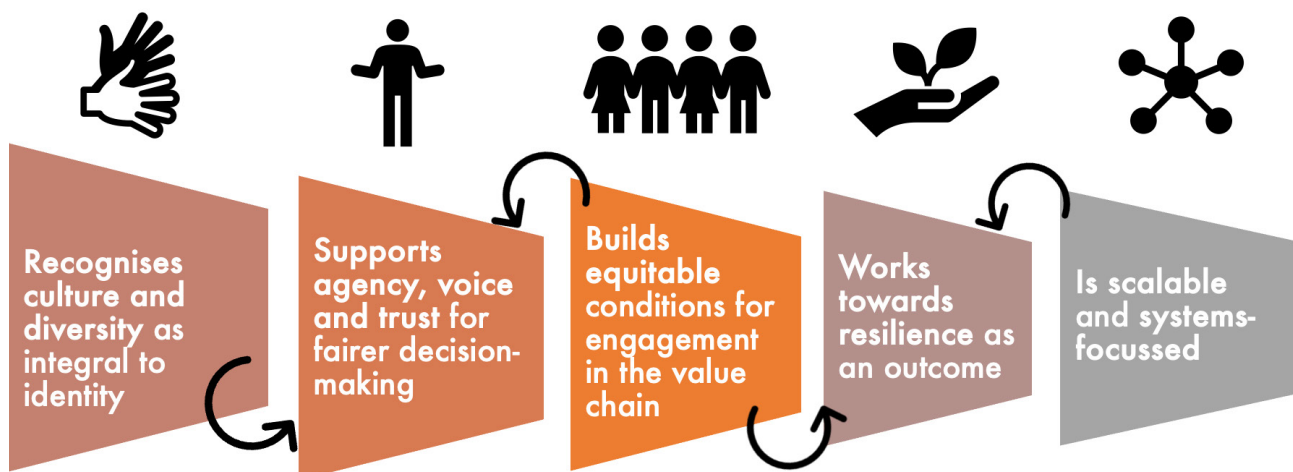 Recognises
culture and
diversity as
integral to
identity
Supports
agency, voice
and trust for
fairer decision-
making
Builds
equitable
conditions for
engagement
in the value
chain
Works
towards
resilience as
an outcome
Is scalable
and systems-
focussed